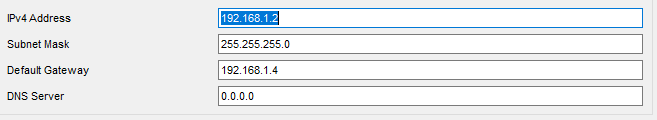 IPv4 Address 192.168.1.2
Subnet Mask 255.255.255.0
Default Gateway 192.168.1.4
DNS Server 0.0.0.0